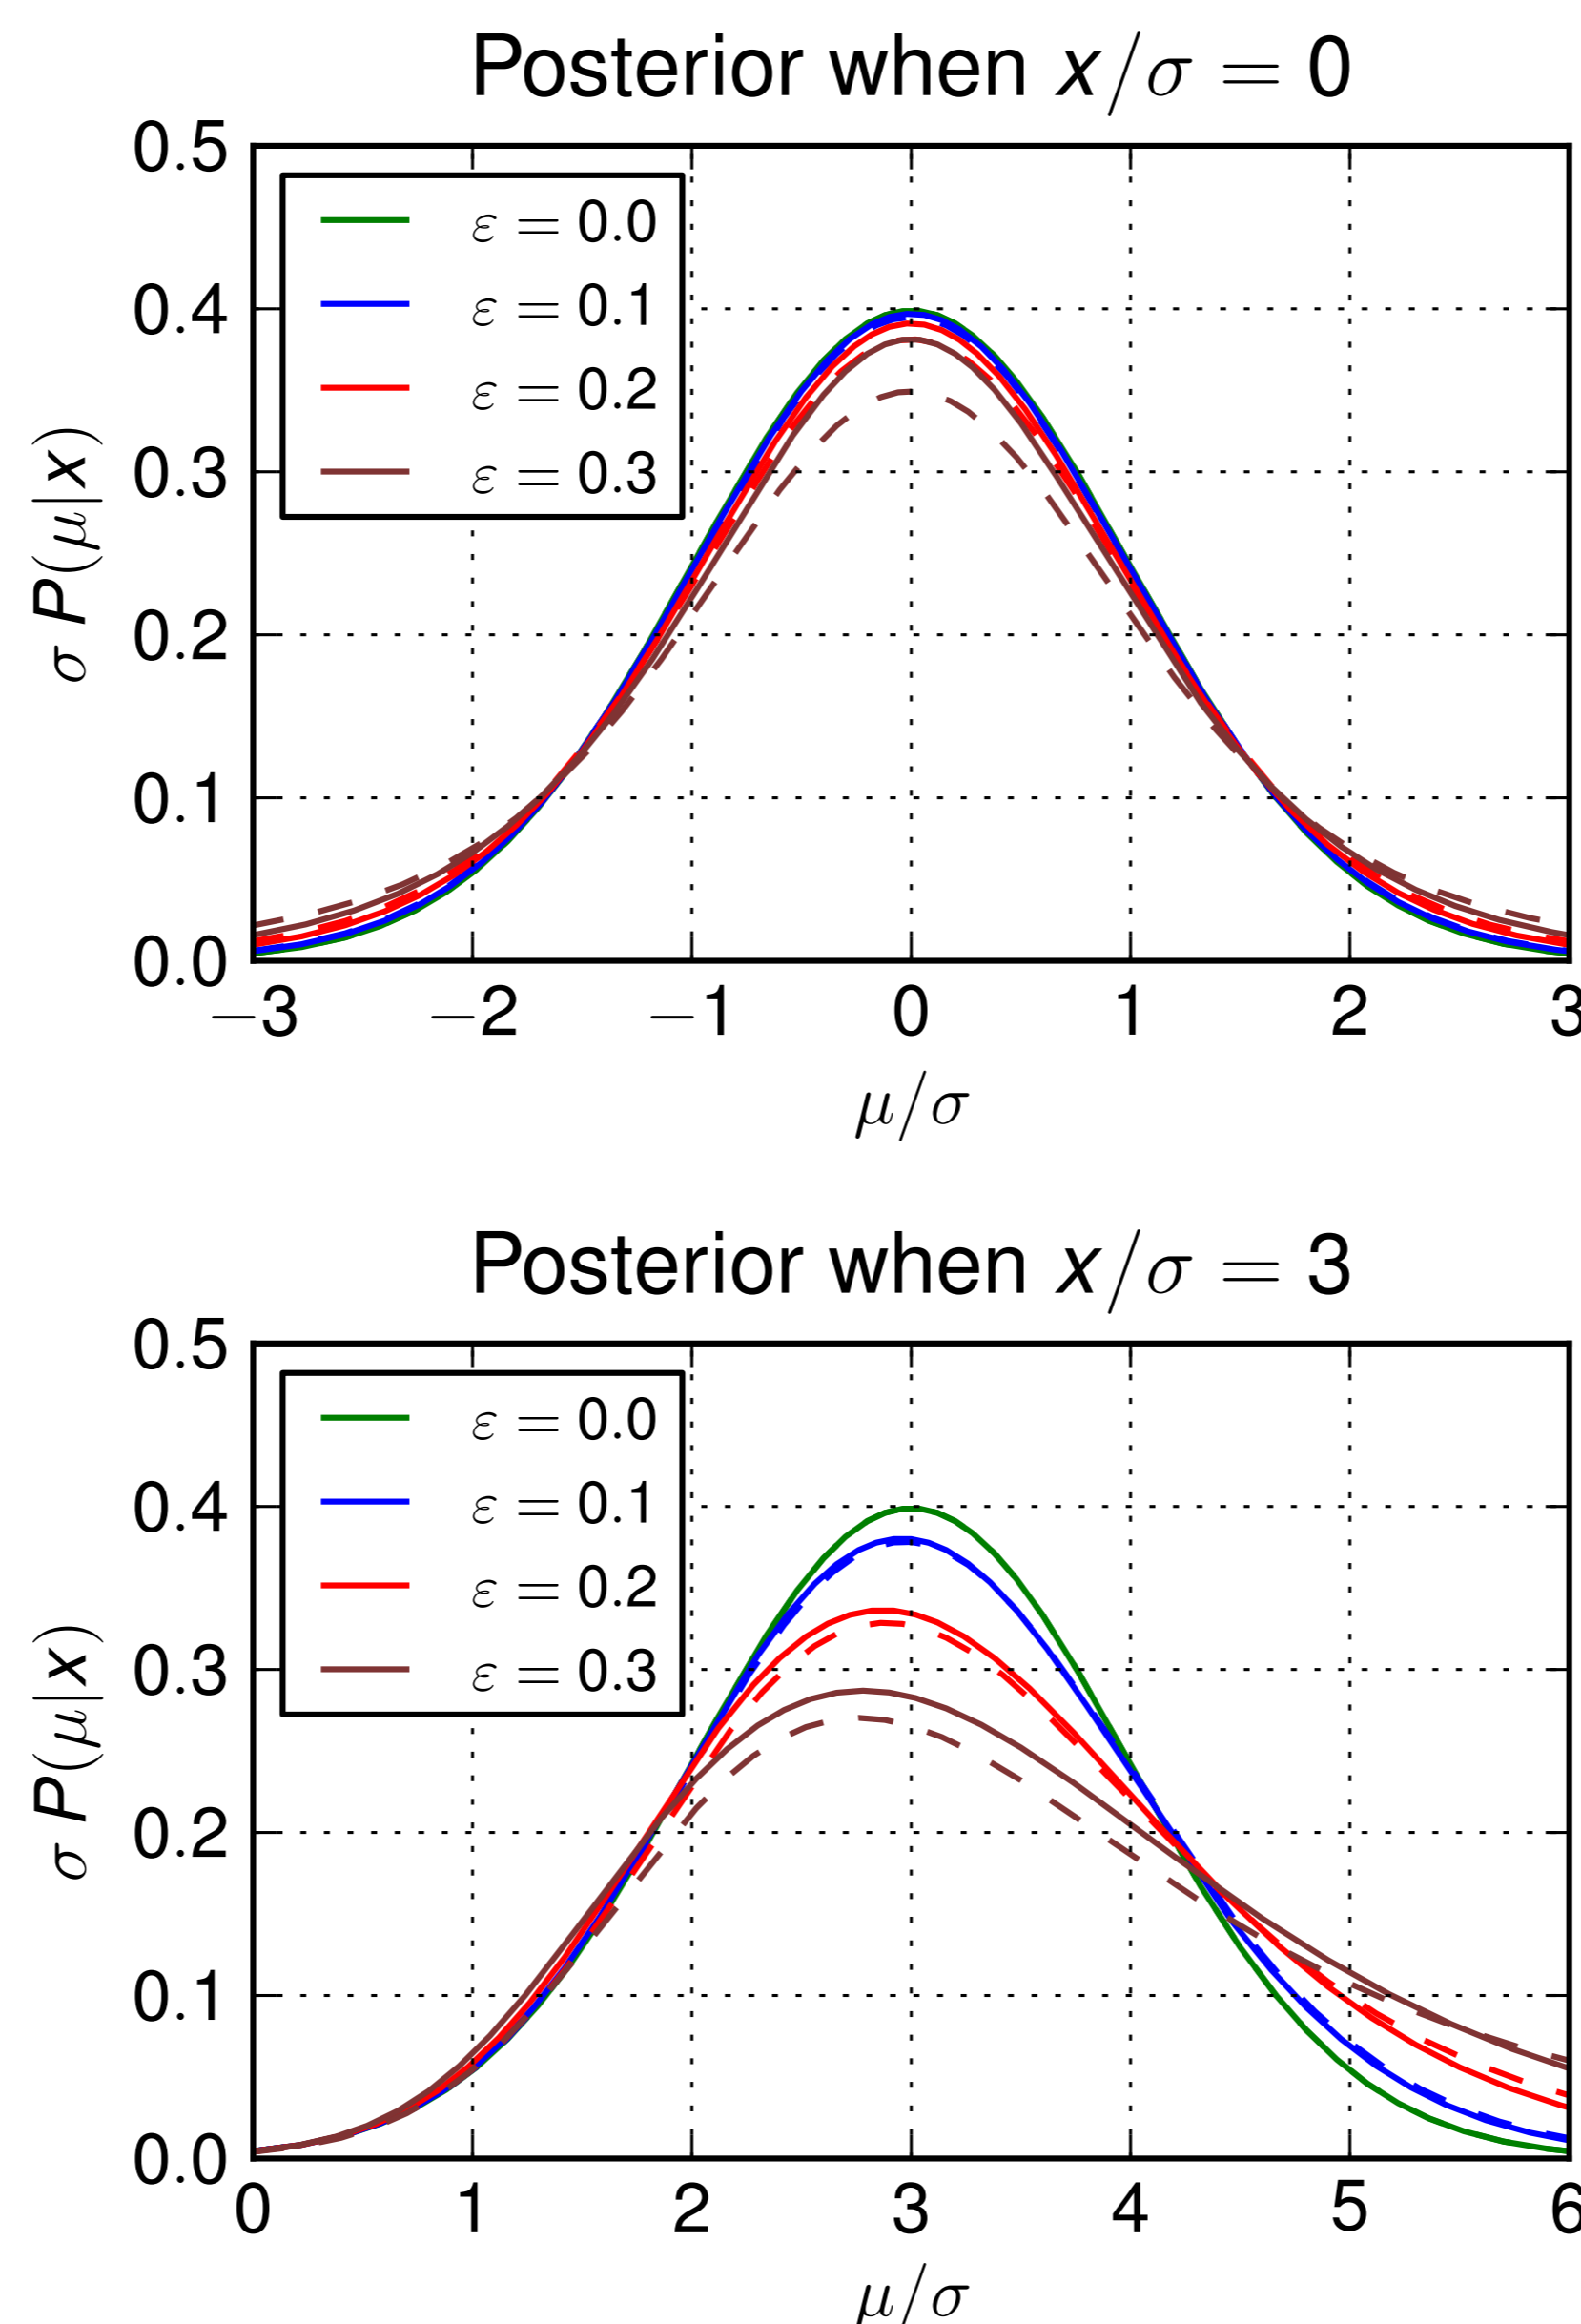 Posterior when x/σ = 0
σ P(μ|x)
0.5
0.4
0.3
0.2
0.1
0.0
ε = 0.0
ε = 0.1
ε = 0.2
ε = 0.3
−3 −2 −1 0 1 2 3
μ/σ
Posterior when x/σ = 3
σ P(μ|x)
0.5
0.4
0.3
0.2
0.1
0.0
ε = 0.0
ε = 0.1
ε = 0.2
ε = 0.3
0 1 2 3 4 5 6
μ/σ